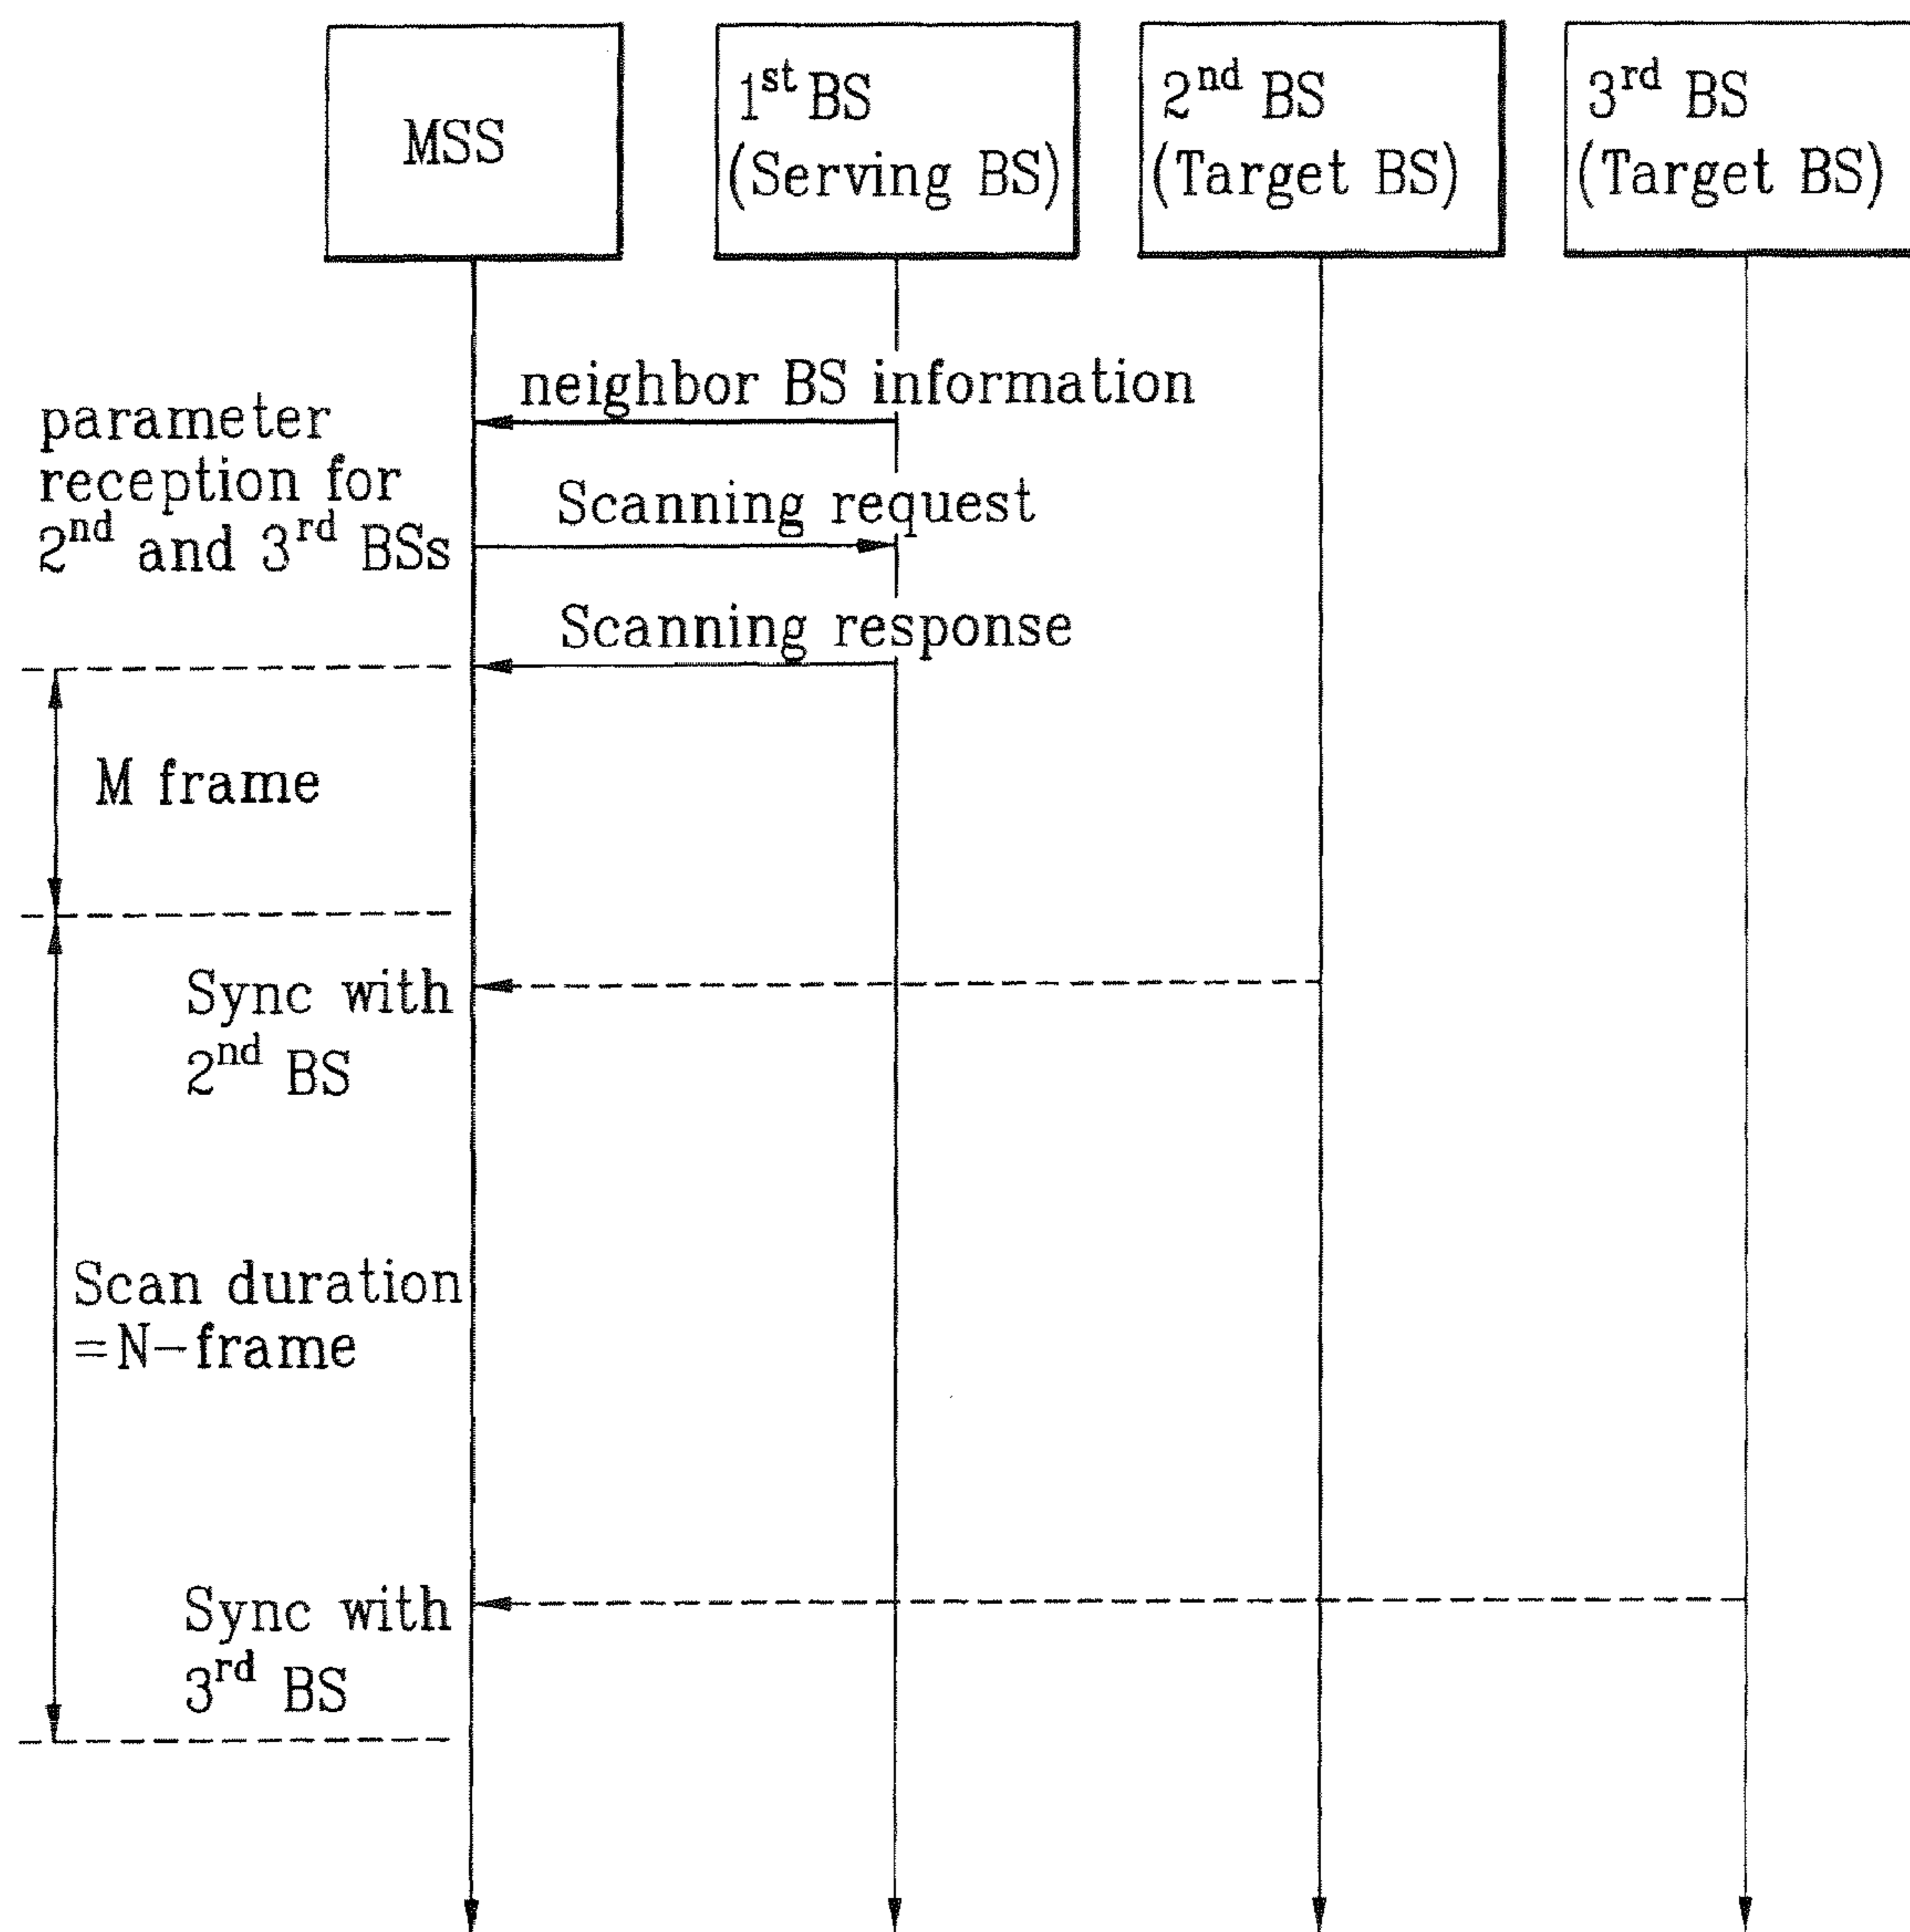 MSS
1st BS
(Serving BS)
2nd BS
(Target BS)
3rd BS
(Target BS)
neighbor BS information
parameter
reception for
2nd and 3rd BSs
Scanning request
Scanning response
M frame
Sync with
2nd BS
Scan duration
=N-frame
Sync with
3rd BS